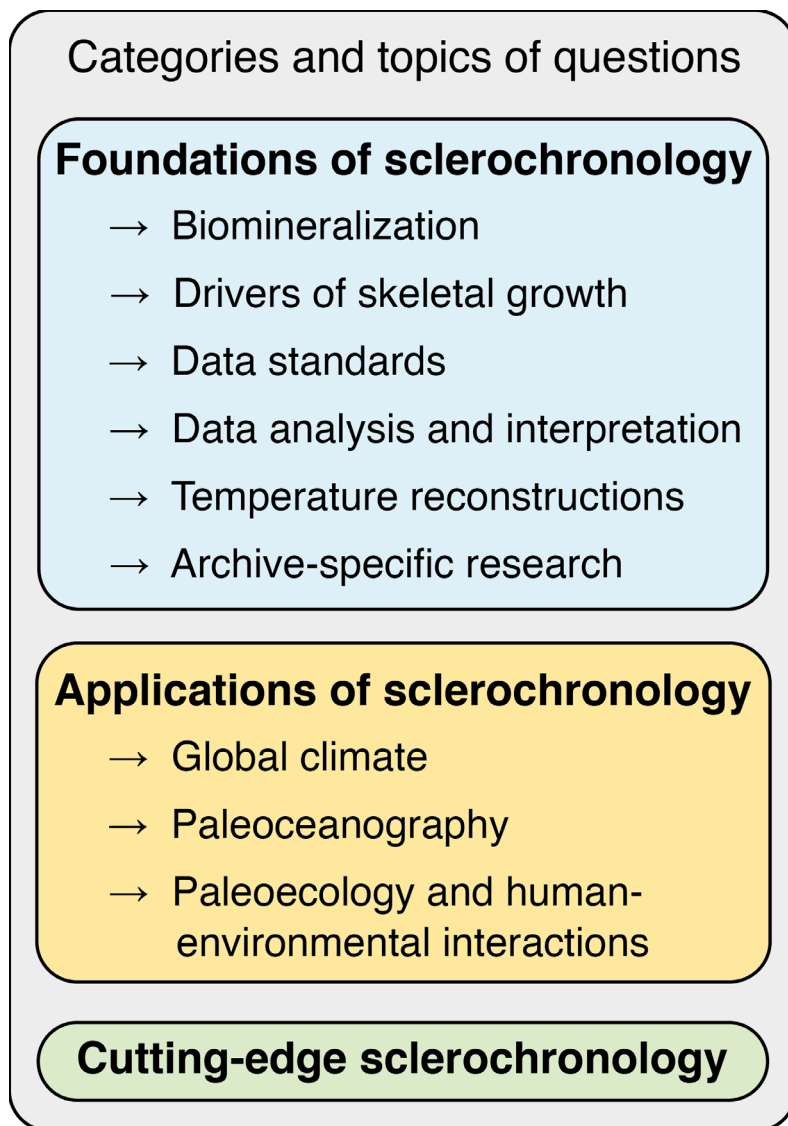 Categories and topics of questions
Foundations of sclerochronology
→ Biomineralization
→ Drivers of skeletal growth
→ Data standards
→ Data analysis and interpretation
→ Temperature reconstructions
→ Archive-specific research
Applications of sclerochronology
→ Global climate
→ Paleoceanography
→ Paleoecology and human-
environmental interactions
Cutting-edge sclerochronology